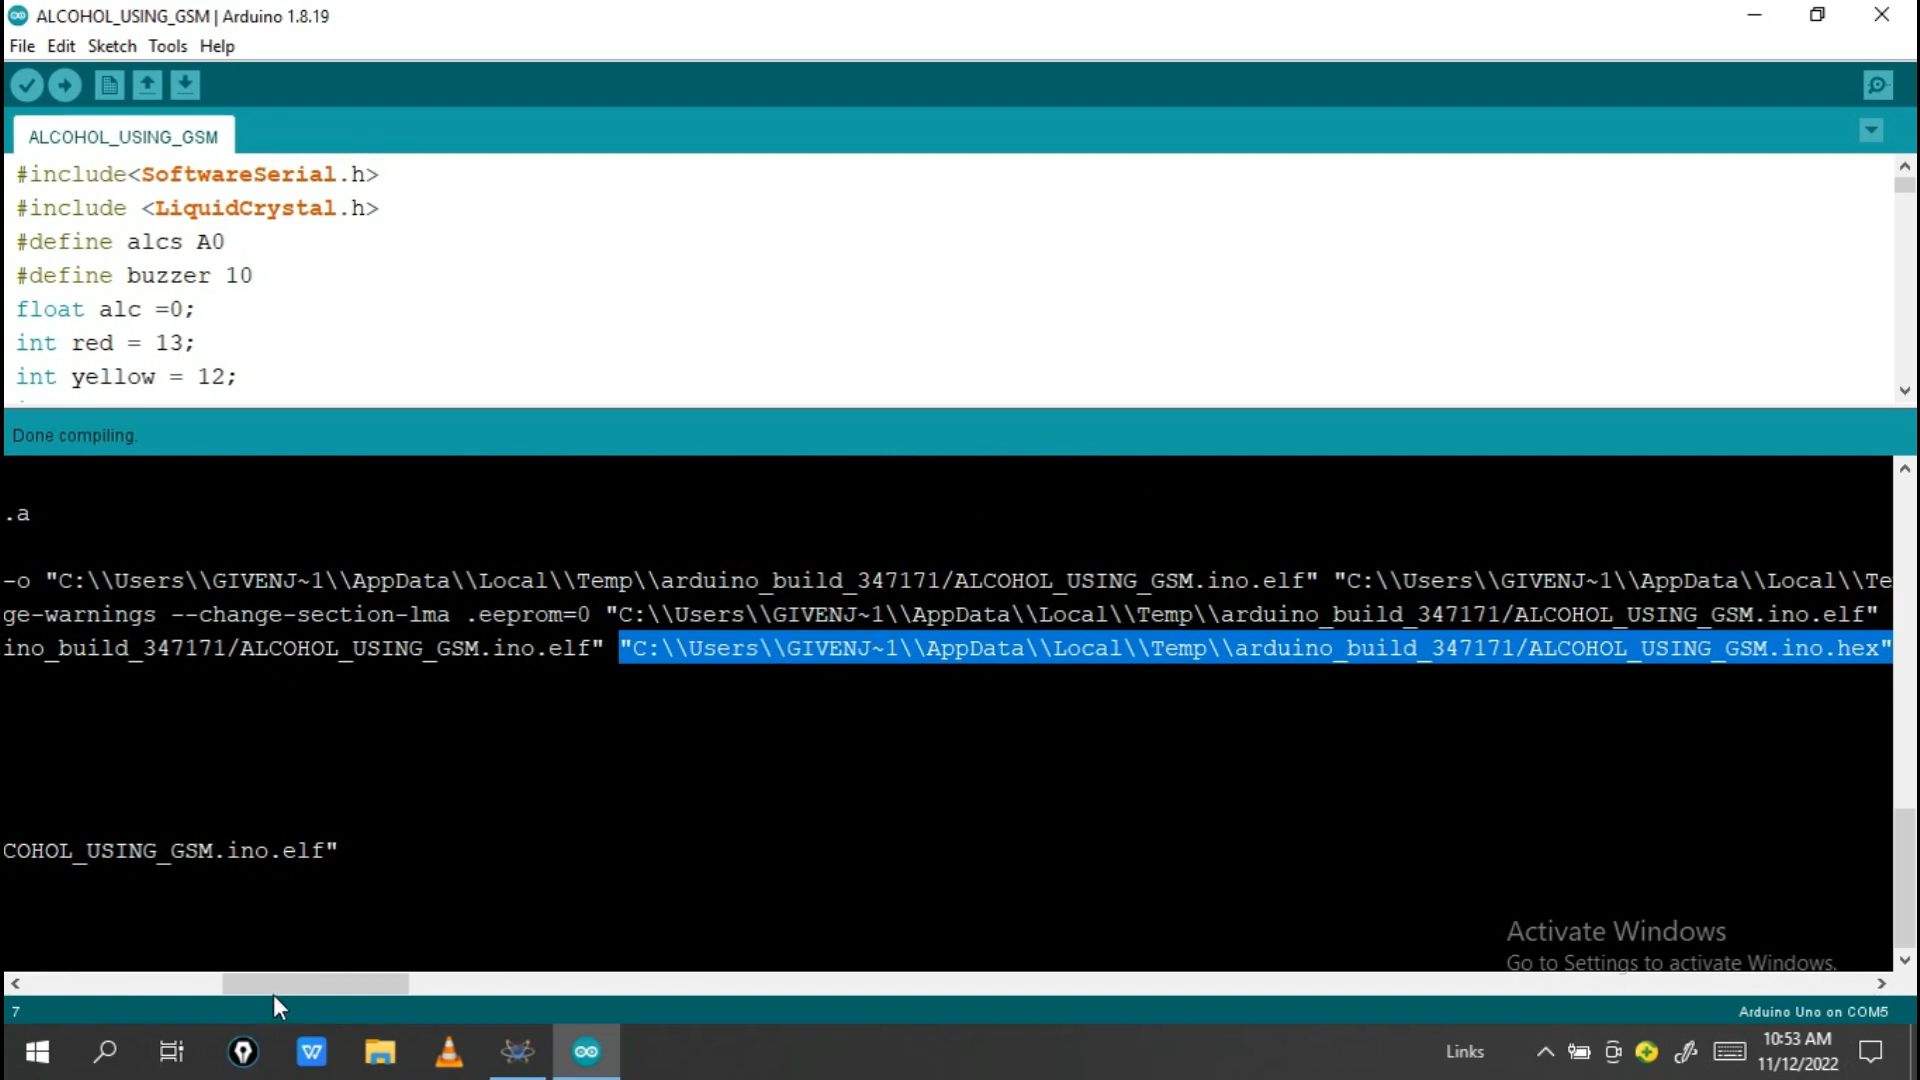 ALCOHOL_USING_GSM | Arduino 1.8.19
File Edit Sketch Tools Help
ALCOHOL_USING_GSM
#include<SoftwareSerial.h>
#include <LiquidCrystal.h>
#define alcs A0
#define buzzer 10
float alc =0;
int red = 13;
int yellow = 12;
Done compiling.
.a
-o "C:\\Users\\GIVENJ~1\\AppData\\Local\\Temp\\arduino_build_347171/ALCOHOL_USING_GSM.ino.elf" "C:\\Users\\GIVENJ~1\\AppData\\Local\\Te
ge-warnings --change-section-lma .eeprom=0 "C:\\Users\\GIVENJ~1\\AppData\\Local\\Temp\\arduino_build_347171/ALCOHOL_USING_GSM.ino.elf"
ino_build_347171/ALCOHOL_USING_GSM.ino.elf" "C:\\Users\\GIVENJ~1\\AppData\\Local\\Temp\\arduino_build_347171/ALCOHOL_USING_GSM.ino.hex"
COHOL_USING_GSM.ino.elf"
Activate Windows
Go to Settings to activate Windows.
7
Arduino Uno on COM5
W
Links
10:53 AM
11/12/2022